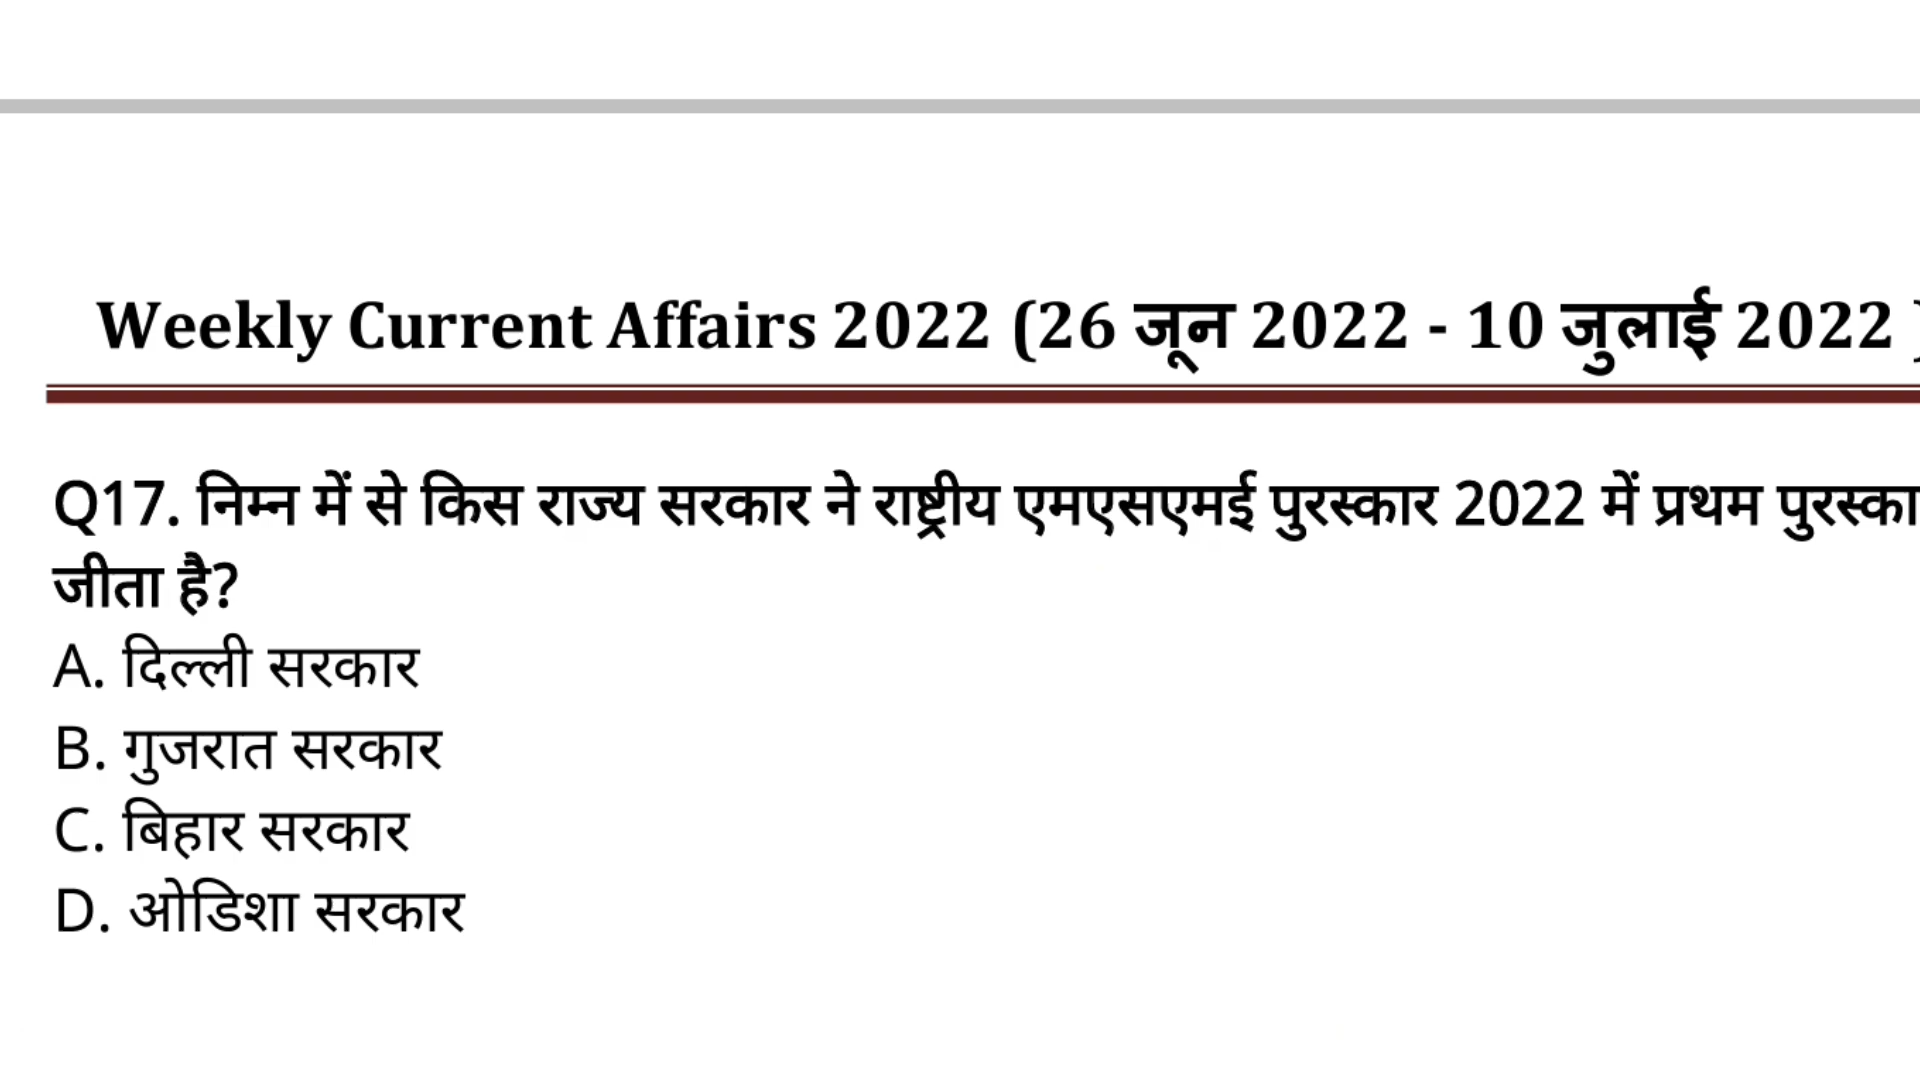 Weekly Current Affairs 2022 (26 जून 2022 - 10 जुलाई 2022 )
Q17. निम्न में से किस राज्य सरकार ने राष्ट्रीय एमएसएमई पुरस्कार 2022 में प्रथम पुरस्का
जीता है?
A. दिल्ली सरकार
B. गुजरात सरकार
C. बिहार सरकार
D. ओडिशा सरकार